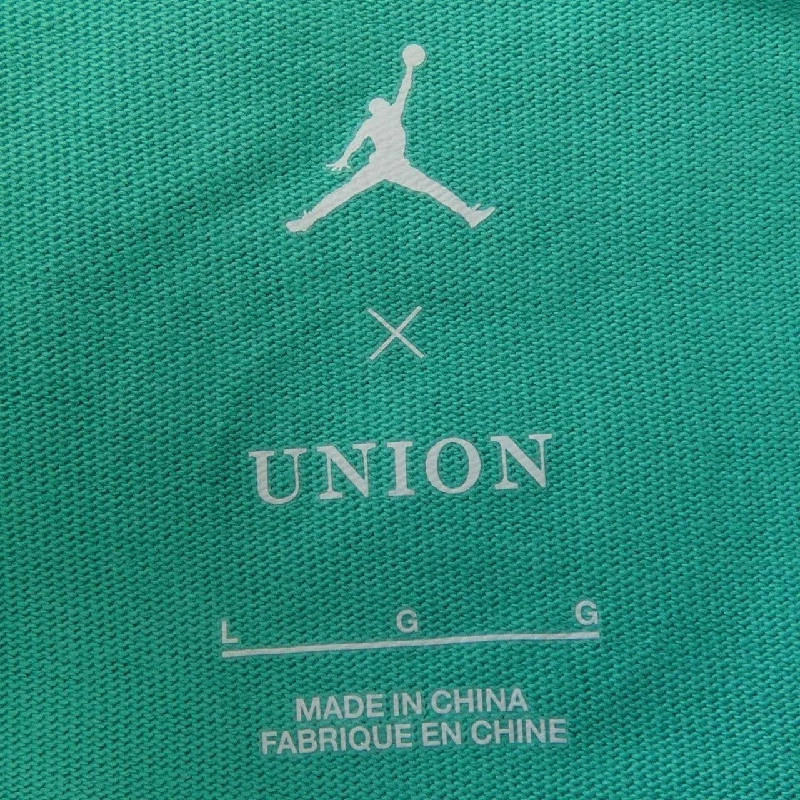 ×
UNION
L G G
MADE IN CHINA
FABRIQUE EN CHINE